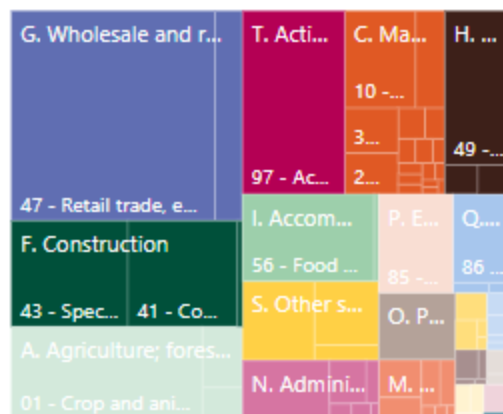 G. Wholesale and r...
47 - Retail trade, e...
T. Acti...
97 - Ac...
C. Ma...
10 -...
3...
2...
H. ...
49 -...
F. Construction
43 - Spec...
41 - Co...
I. Accom...
56 - Food ...
P. E...
85 -...
Q....
86 ...
S. Other s...
O. P...
A. Agriculture; fores...
01 - Crop and ani...
N. Admini...
M. ...